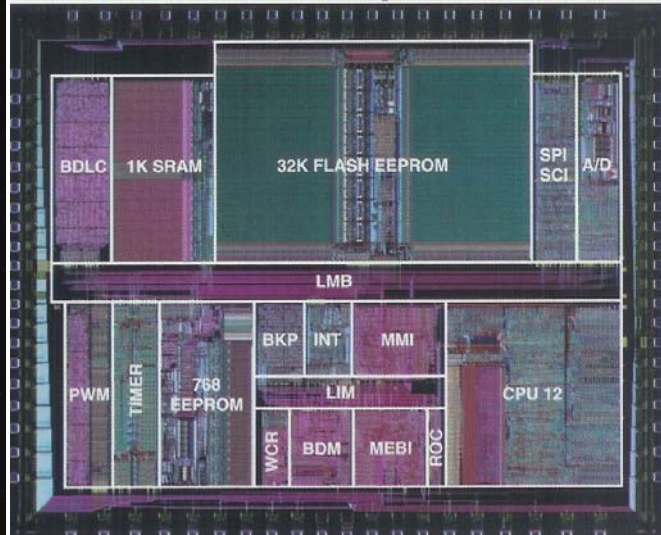 BDLC
1K SRAM
32K FLASH EEPROM
SPI
SCI
A/D
LMB
PWM
TIMER
768
EEPROM
BKP
INT
MMI
LIM
WCR
BDM
MEBI
ROC
CPU 12